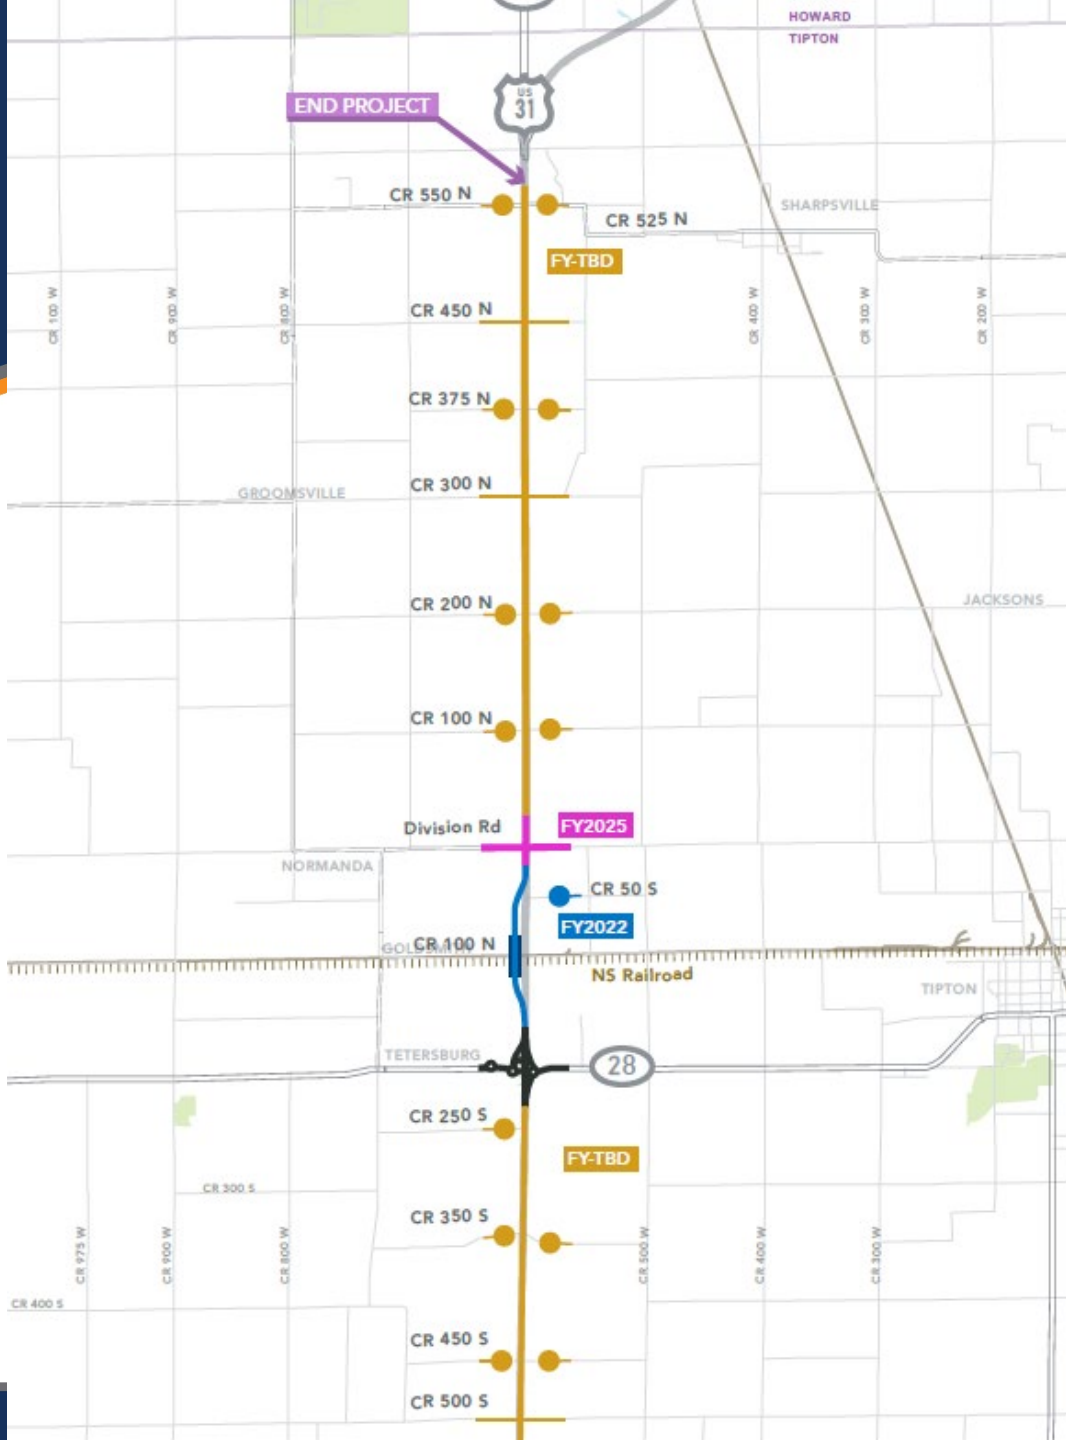 HOWARD
TIPTON
US
31
END PROJECT
CR 550 N
SHARPSVILLE
CR 525 N
FY-TBD
CR 100 W
CR 900 W
CR 800 W
CR 450 N
CR 400 W
CR 300 W
CR 200 W
CR 375 N
CR 300 N
GROOMSVILLE
CR 200 N
JACKSONS
CR 100 N
Division Rd
FY2025
NORMANDA
CR 50 S
FY2022
CR 100 N
GOLDSMITH
NS Railroad
TIPTON
TETERSBURG
28
CR 250 S
FY-TBD
CR 300 S
CR 350 S
CR 975 W
CR 900 W
CR 800 W
CR 500 W
CR 400 W
CR 300 W
CR 400 S
CR 450 S
CR 500 S